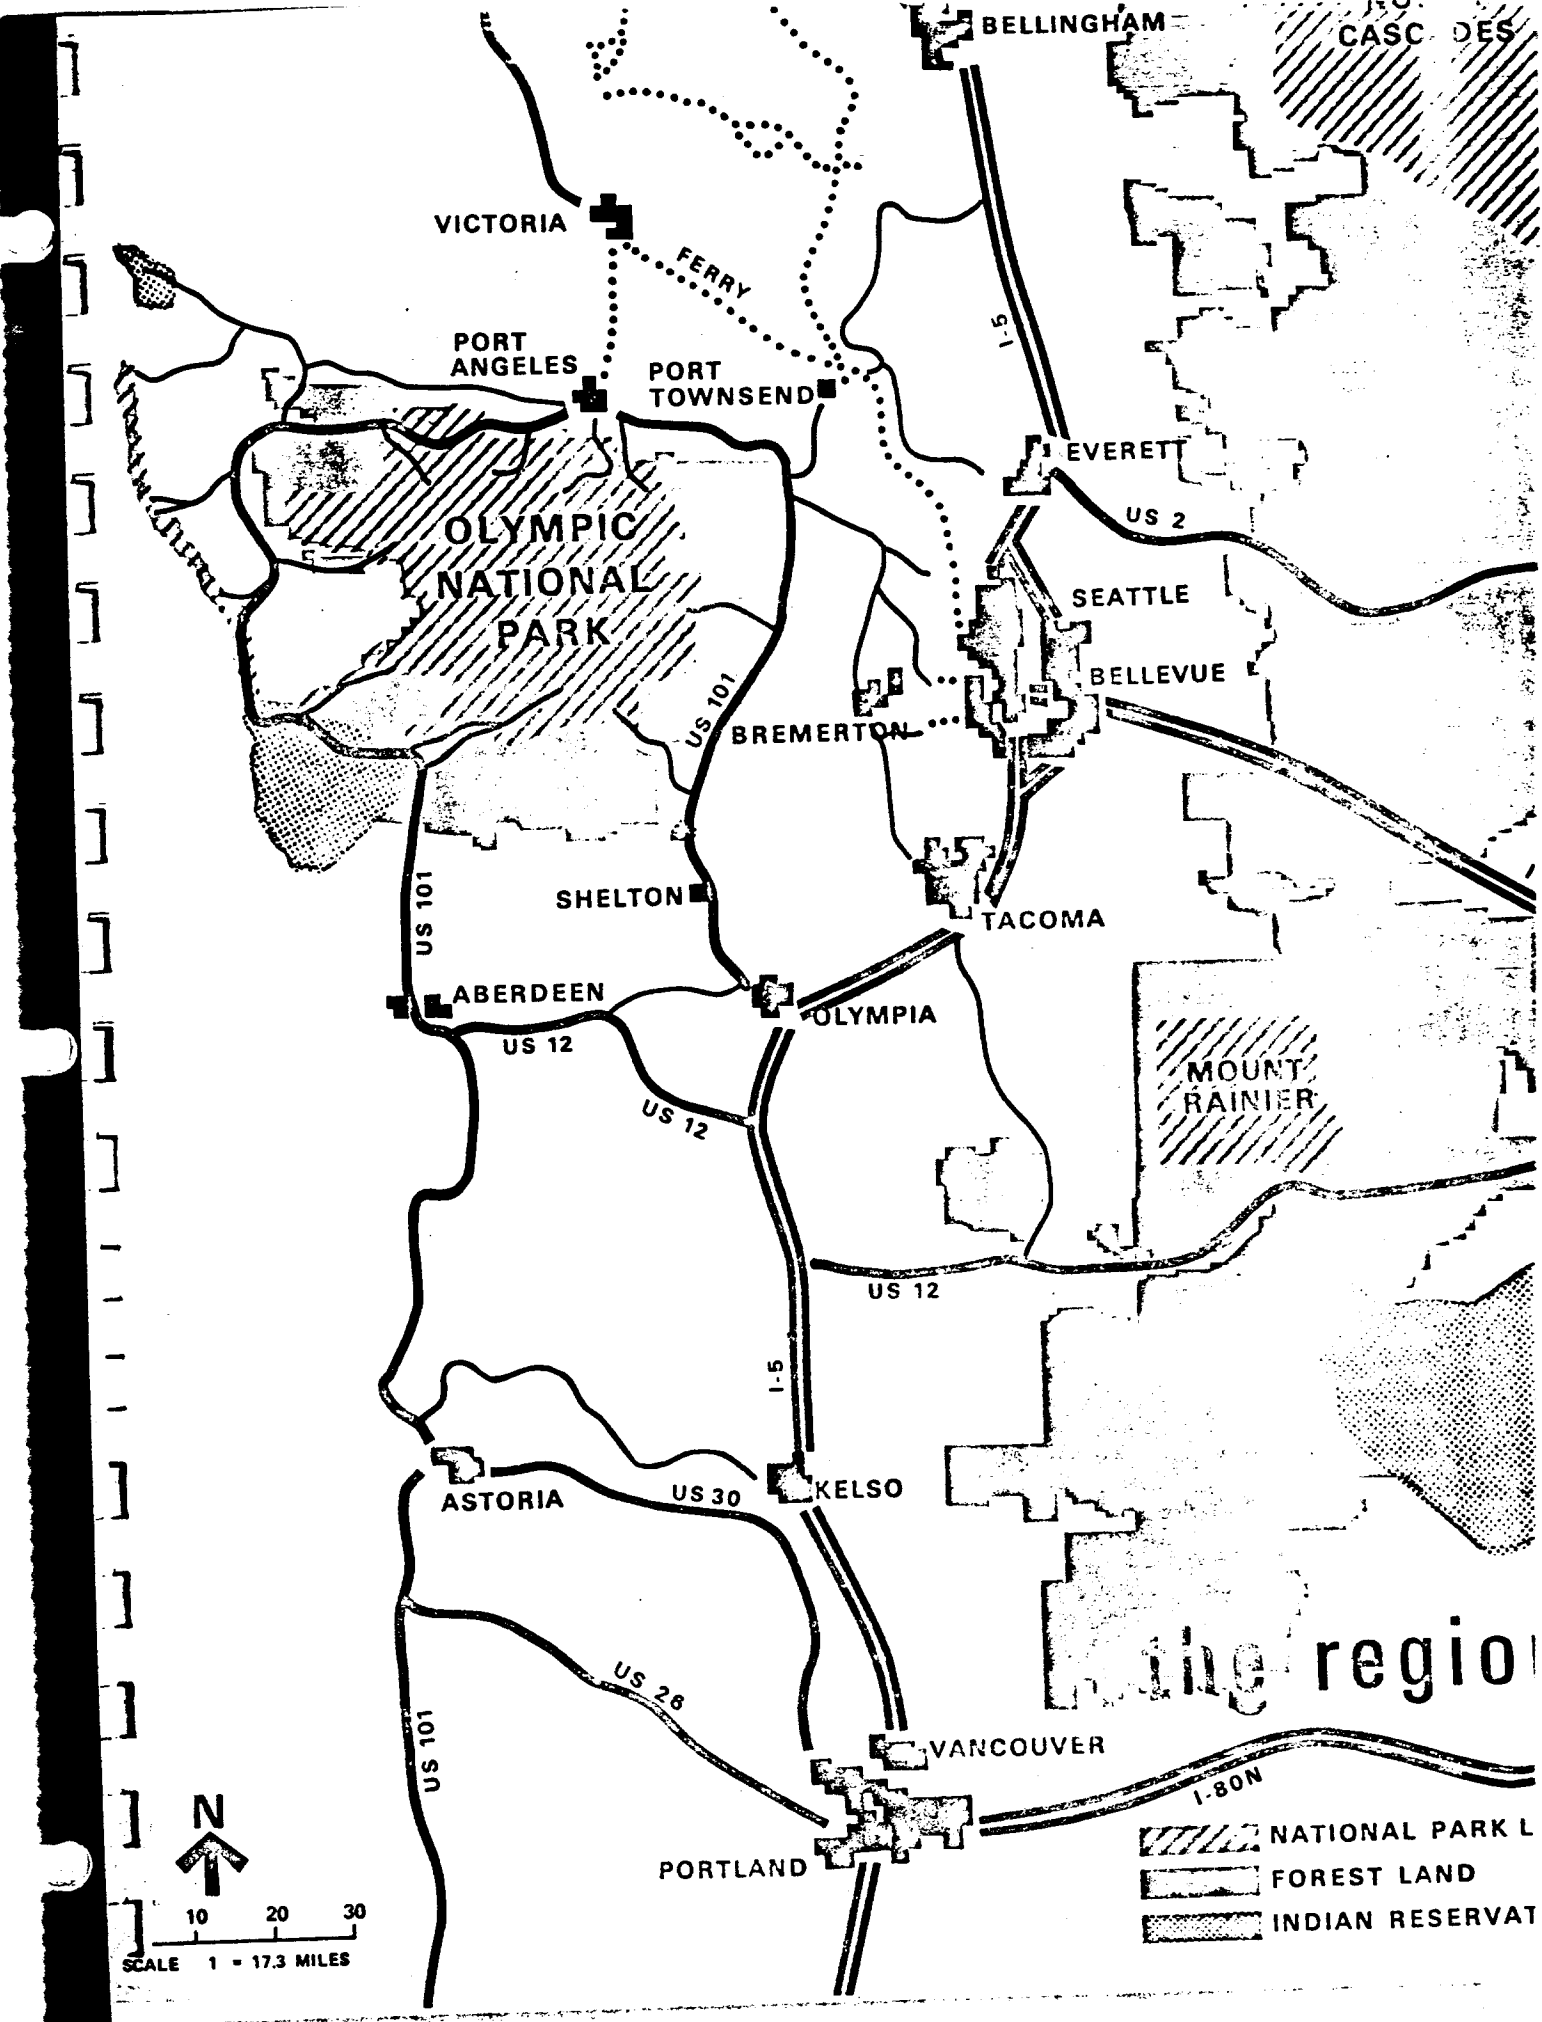 BELLINGHAM
NO.
CASCADES
VICTORIA
FERRY
I-5
PORT
ANGELES
PORT
TOWNSEND
EVERETT
US 2
OLYMPIC
NATIONAL
PARK
SEATTLE
BELLEVUE
US 101
BREMERTON
US 101
SHELTON
TACOMA
ABERDEEN
OLYMPIA
US 12
US 12
MOUNT
RAINIER
US 12
I-5
ASTORIA
US 30
KELSO
US 26
the regio
US 101
VANCOUVER
I-80N
PORTLAND
N
10 20 30
SCALE 1 = 17.3 MILES
NATIONAL PARK L
FOREST LAND
INDIAN RESERVAT